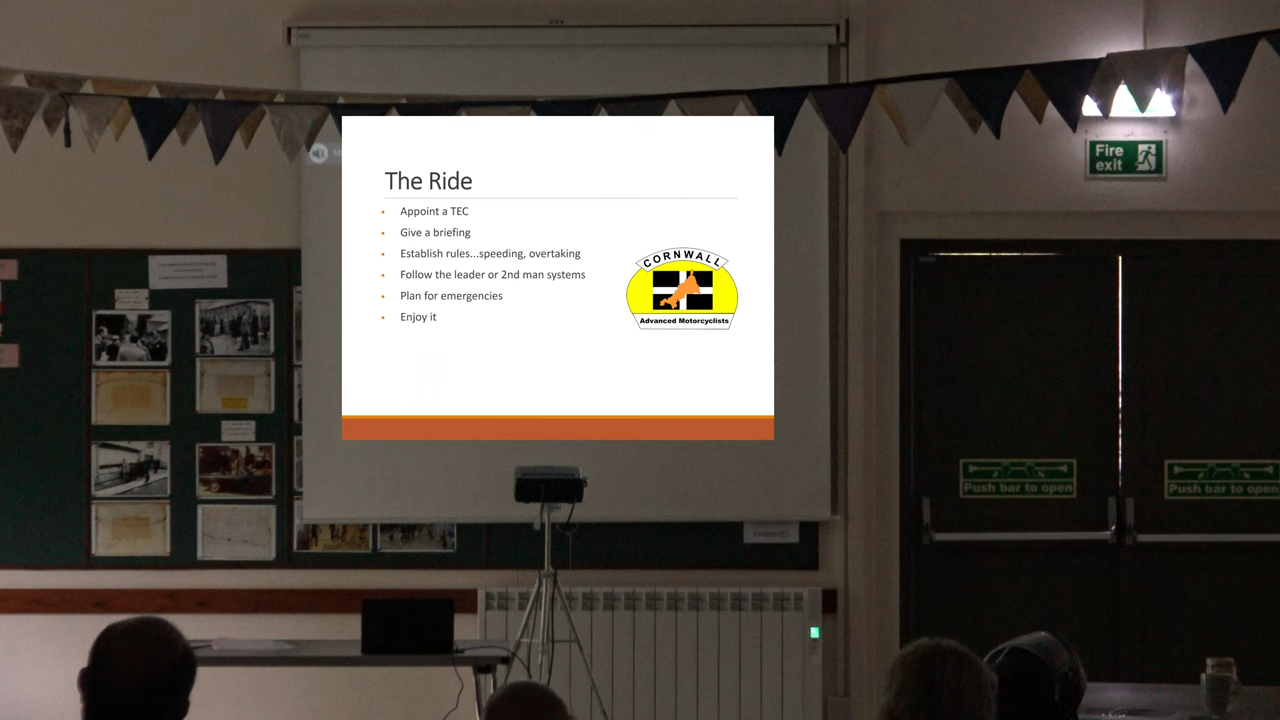 The Ride
Appoint a TEC
Give a briefing
Establish rules...speeding, overtaking
Follow the leader or 2nd man systems
Plan for emergencies
Enjoy it
CORNWALL
Advanced Motorcyclists
Fire
exit
Push bar to open
Push bar to open